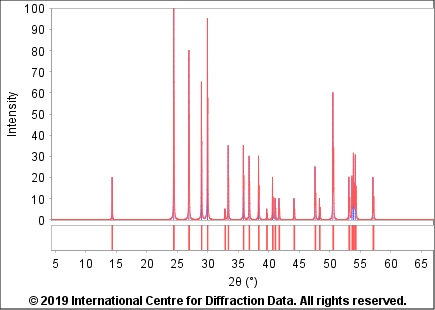 100
90
80
70
60
50
40
30
20
10
0
Intensity
5 10 15 20 25 30 35 40 45 50 55 60 65
2θ (°)
© 2019 International Centre for Diffraction Data. All rights reserved.